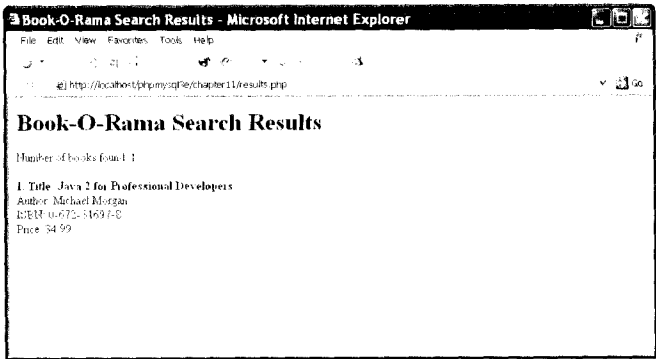 Book-O-Rama Search Results - Microsoft Internet Explorer
File Edit View Favorites Tools Help
http://localhost/phpmysql3e/chapter11/results.php
Go
Book-O-Rama Search Results
Number of books found: 1
1. Title: Java 2 for Professional Developers
Author: Michael Morgan
ISBN: 0-672-31697-8
Price: 34.99